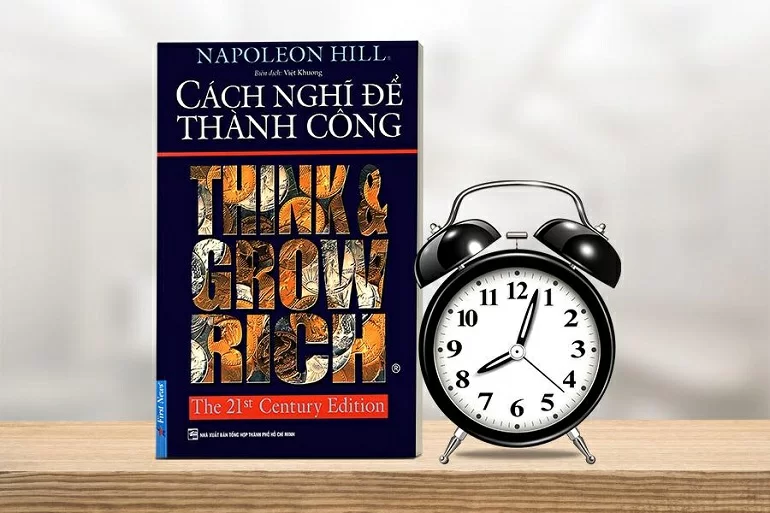 NAPOLEON HILL®
Biên dịch: Việt Khương
CÁCH NGHĨ ĐỂ
THÀNH CÔNG
THINK &
GROW
RICH®
The 21st Century Edition
First News
NHÀ XUẤT BẢN TỔNG HỢP THÀNH PHỐ HỒ CHÍ MINH
12
1
2
3
4
5
6
7
8
9
10
11